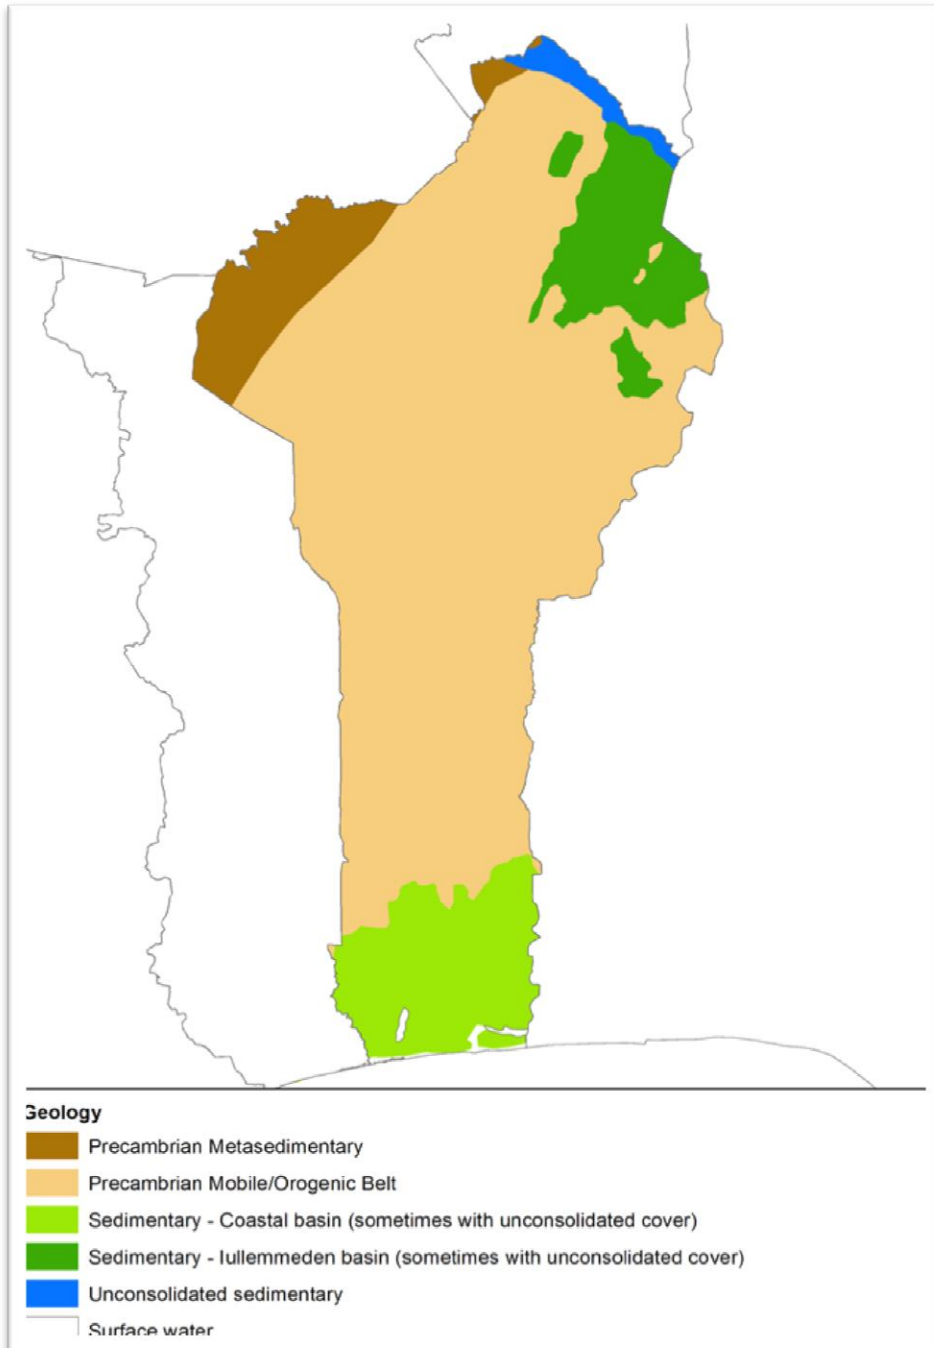 Geology
Precambrian Metasedimentary
Precambrian Mobile/Orogenic Belt
Sedimentary - Coastal basin (sometimes with unconsolidated cover)
Sedimentary - Iullemmeden basin (sometimes with unconsolidated cover)
Unconsolidated sedimentary
Surface water